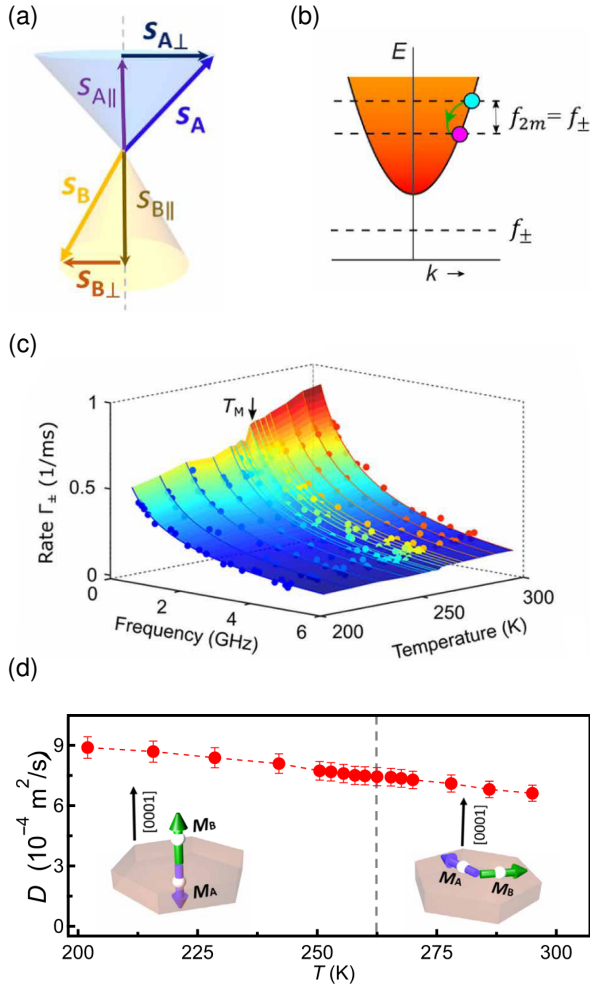 (a)
S_A⊥
S_A∥
S_A
S_B
S_B∥
S_B⊥
(b)
E
f_2m = f_±
f_±
k →
(c)
T_M
Rate Γ_± (1/ms)
1
0.5
0
0
2
4
6
Frequency (GHz)
200
250
300
Temperature (K)
(d)
D (10⁻⁴ m²/s)
9
6
3
0
[0001]
M_B
M_A
[0001]
M_A
M_B
200
225
250
275
300
T (K)